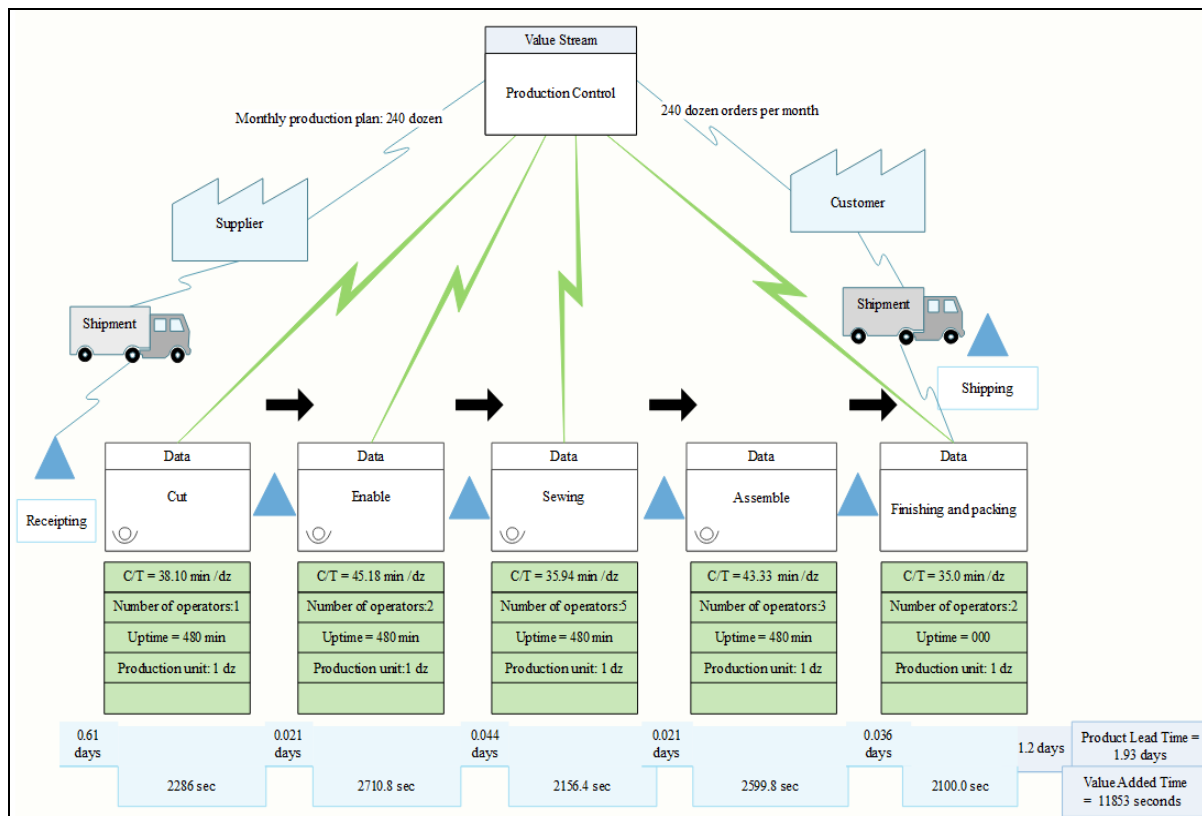 Value Stream
Production Control
Monthly production plan: 240 dozen
240 dozen orders per month
Supplier
Customer
Shipment
Shipment
Receipting
Shipping
Data
Cut
Data
Enable
Data
Sewing
Data
Assemble
Data
Finishing and packing
C/T = 38.10 min /dz
Number of operators:1
Uptime = 480 min
Production unit: 1 dz
C/T = 45.18 min /dz
Number of operators:2
Uptime = 480 min
Production unit:1 dz
C/T = 35.94 min /dz
Number of operators:5
Uptime = 480 min
Production unit: 1 dz
C/T = 43.33 min /dz
Number of operators:3
Uptime = 480 min
Production unit: 1 dz
C/T = 35.0 min /dz
Number of operators:2
Uptime = 000
Production unit: 1 dz
0.61
days
2286 sec
0.021
days
2710.8 sec
0.044
days
2156.4 sec
0.021
days
2599.8 sec
0.036
days
2100.0 sec
1.2 days
Product Lead Time =
1.93 days
Value Added Time
= 11853 seconds